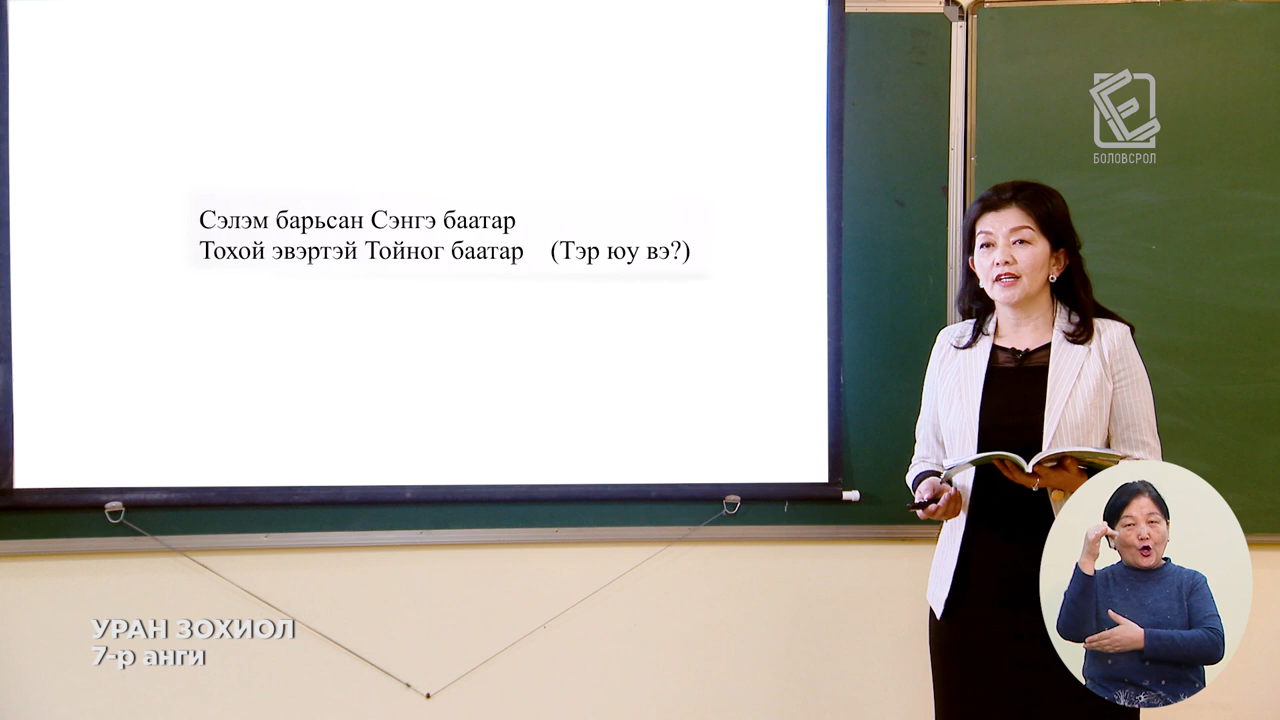 Сэлэм барьсан Сэнгэ баатар
Тохой эвэртэй Тойног баатар (Тэр юу вэ?)
БОЛОВСРОЛ
УРАН ЗОХИОЛ
7-р анги